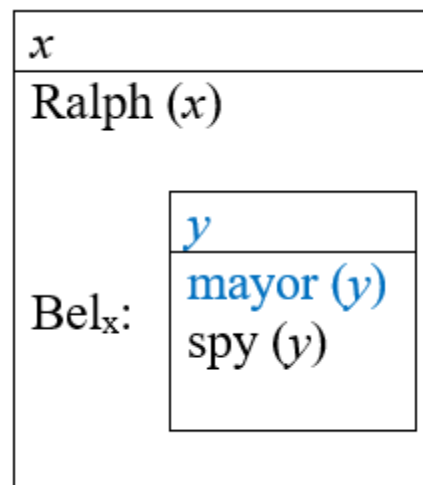 x
Ralph (x)
y
mayor (y)
Belₓ:
spy (y)